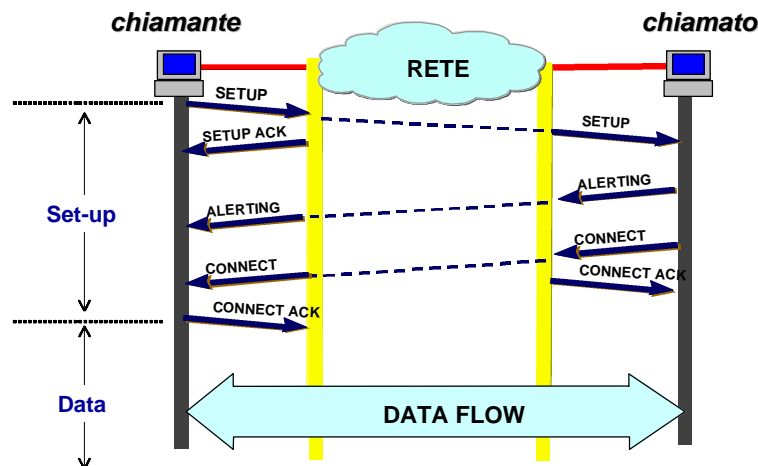 chiamante
chiamato
RETE
SETUP
SETUP
SETUP ACK
ALERTING
Set-up
ALERTING
CONNECT
CONNECT
CONNECT ACK
CONNECT ACK
Data
DATA FLOW